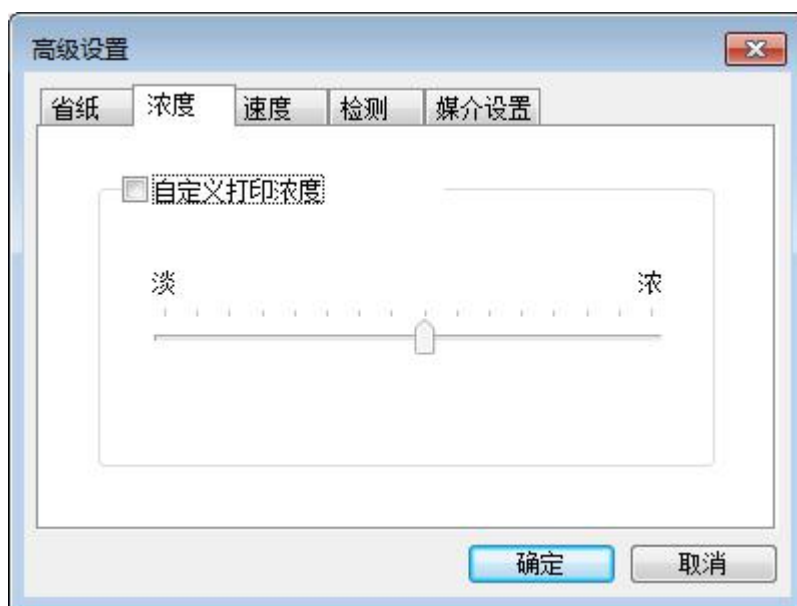 高级设置
省纸 浓度 速度 检测 媒介设置
自定义打印浓度
淡 浓
确定 取消